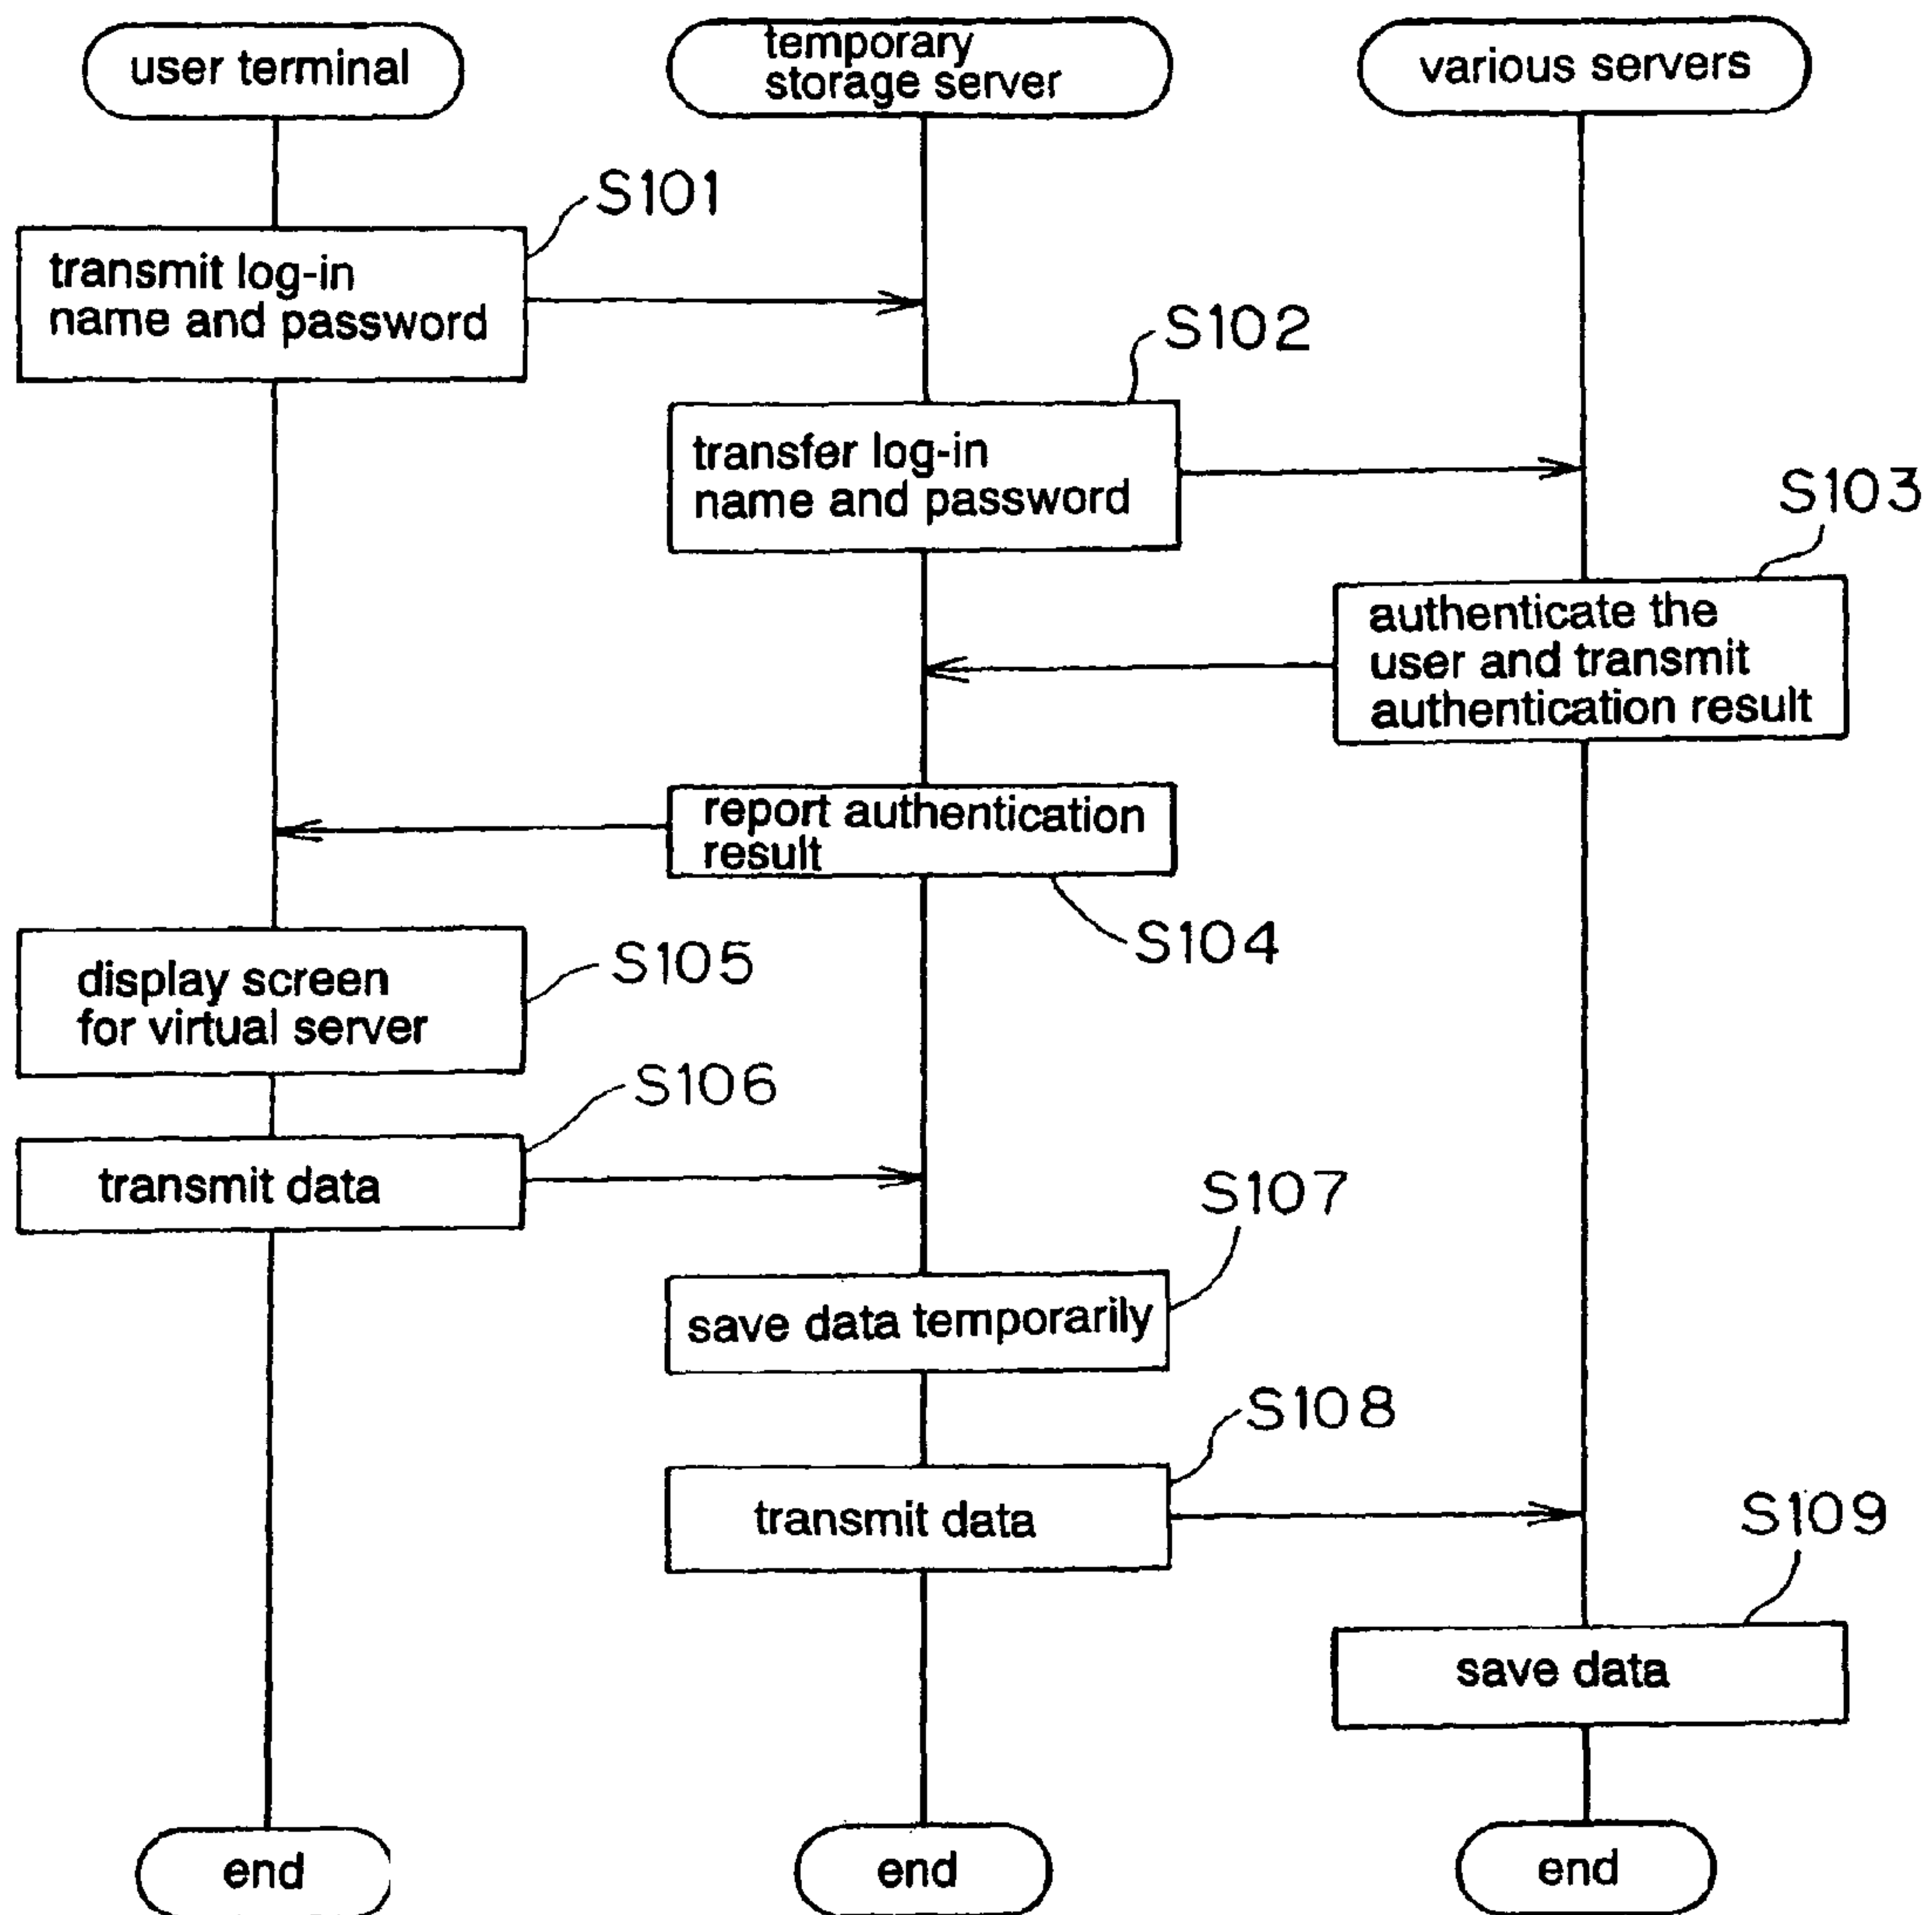 user terminal
temporary
storage server
various servers
S101
transmit log-in
name and password
S102
transfer log-in
name and password
S103
authenticate the
user and transmit
authentication result
report authentication
result
S104
display screen
for virtual server
S105
S106
transmit data
S107
save data temporarily
S108
transmit data
S109
save data
end
end
end